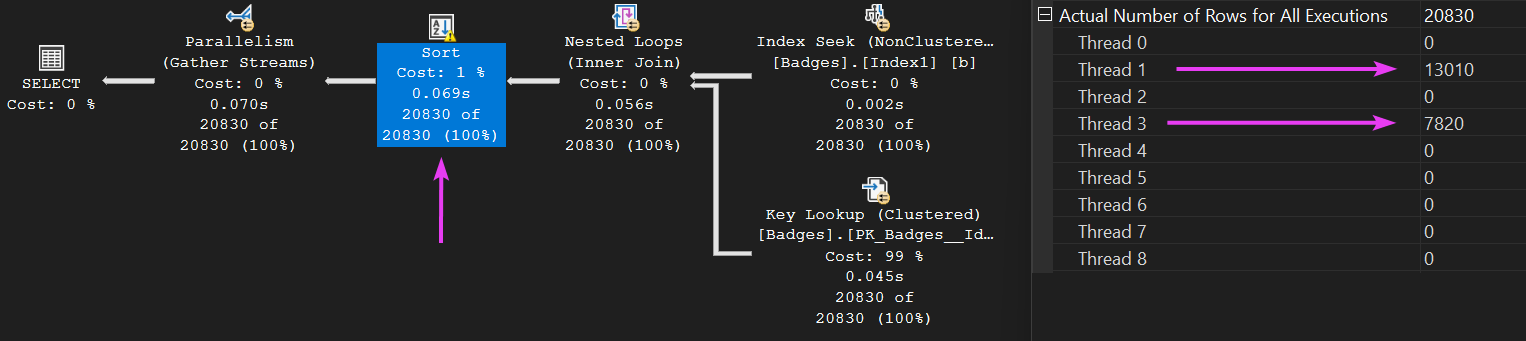 SELECT
Cost: 0 %
Parallelism
(Gather Streams)
Cost: 0 %
0.070s
20830 of
20830 (100%)
Sort
Cost: 1 %
0.069s
20830 of
20830 (100%)
Nested Loops
(Inner Join)
Cost: 0 %
0.056s
20830 of
20830 (100%)
Index Seek (NonClustere…
[Badges].[Index1] [b]
Cost: 0 %
0.002s
20830 of
20830 (100%)
Key Lookup (Clustered)
[Badges].[PK_Badges__Id…
Cost: 99 %
0.045s
20830 of
20830 (100%)
Actual Number of Rows for All Executions 20830
Thread 0 0
Thread 1 13010
Thread 2 0
Thread 3 7820
Thread 4 0
Thread 5 0
Thread 6 0
Thread 7 0
Thread 8 0